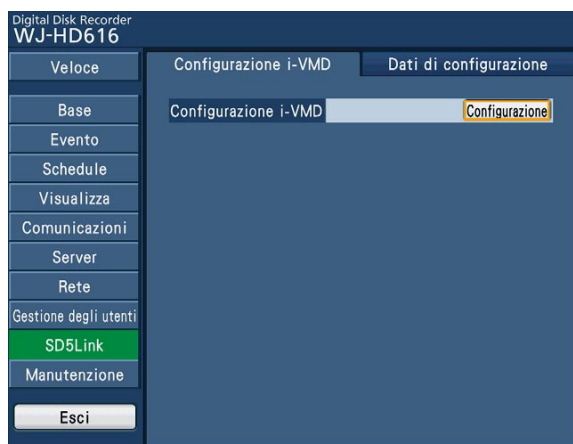 Digital Disk Recorder
WJ-HD616
Veloce
Configurazione i-VMD
Dati di configurazione
Configurazione i-VMD
Configurazione
Base
Evento
Schedule
Visualizza
Comunicazioni
Server
Rete
Gestione degli utenti
SD5Link
Manutenzione
Esci